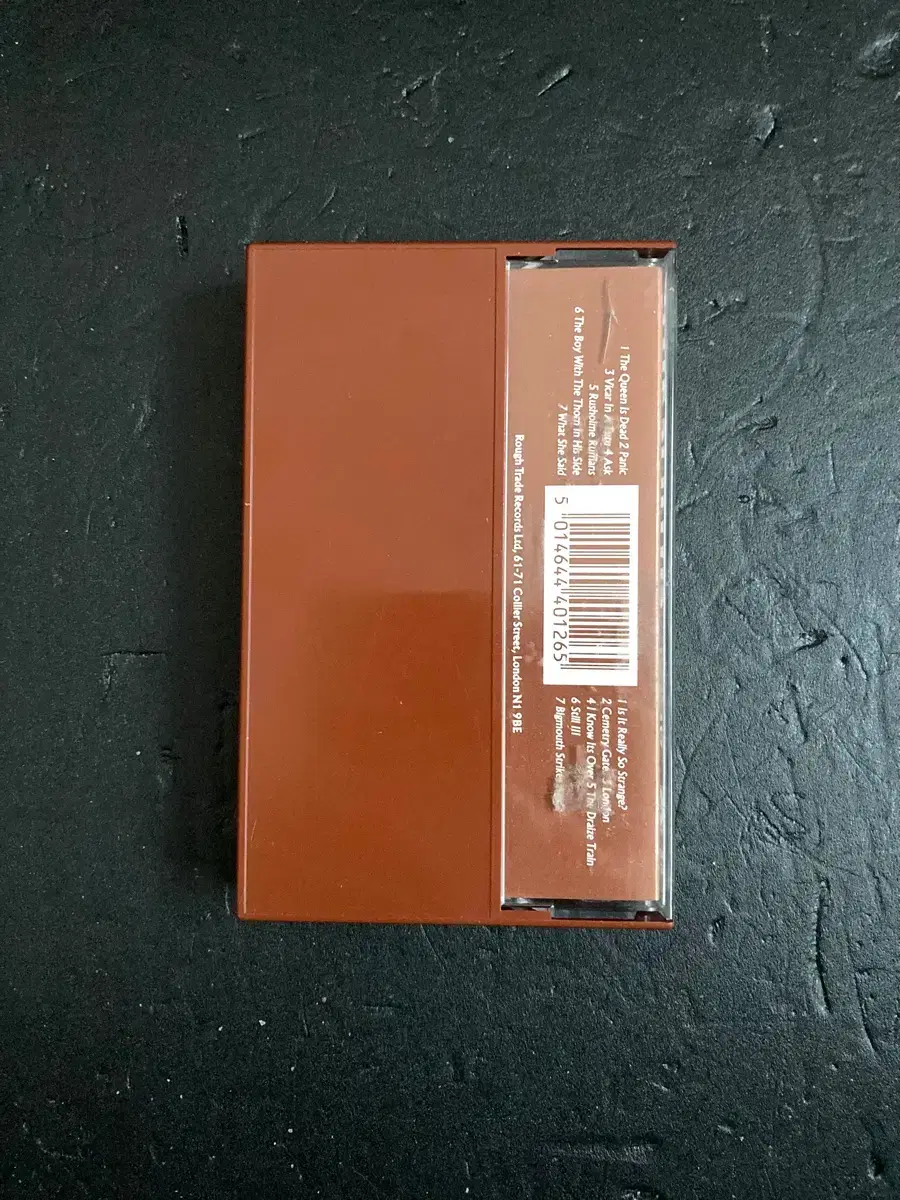 1 The Queen Is Dead 2 Panic
3 Vicar In A Tutu 4 Ask
5 Rusholme Ruffians
6 The Boy With The Thorn In His Side
7 What She Said
5 014644 401265
1 Is It Really So Strange?
2 Cemetry Gate 3 London
4 I Know Its Over 5 The Draize Train
6 Still Ill
7 Bigmouth Strikes
Rough Trade Records Ltd, 61-71 Collier Street, London N1 9BE